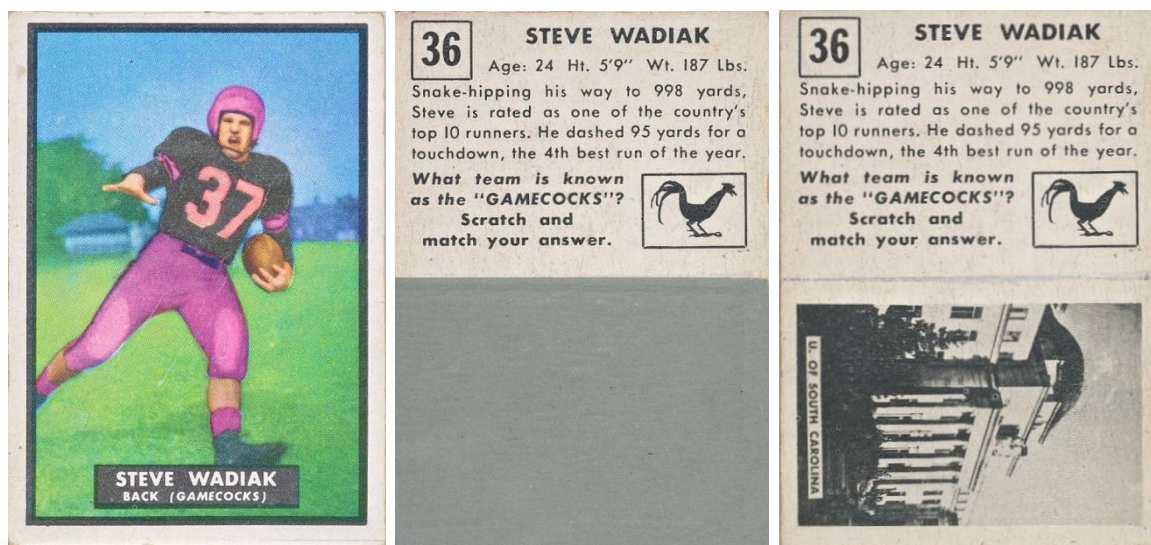 37
STEVE WADIAK
BACK (GAMECOCKS)
36
STEVE WADIAK
Age: 24 Ht. 5'9" Wt. 187 Lbs.
Snake-hipping his way to 998 yards,
Steve is rated as one of the country's
top 10 runners. He dashed 95 yards for a
touchdown, the 4th best run of the year.
What team is known
as the "GAMECOCKS"?
Scratch and
match your answer.
36
STEVE WADIAK
Age: 24 Ht. 5'9" Wt. 187 Lbs.
Snake-hipping his way to 998 yards,
Steve is rated as one of the country's
top 10 runners. He dashed 95 yards for a
touchdown, the 4th best run of the year.
What team is known
as the "GAMECOCKS"?
Scratch and
match your answer.
U. OF SOUTH CAROLINA